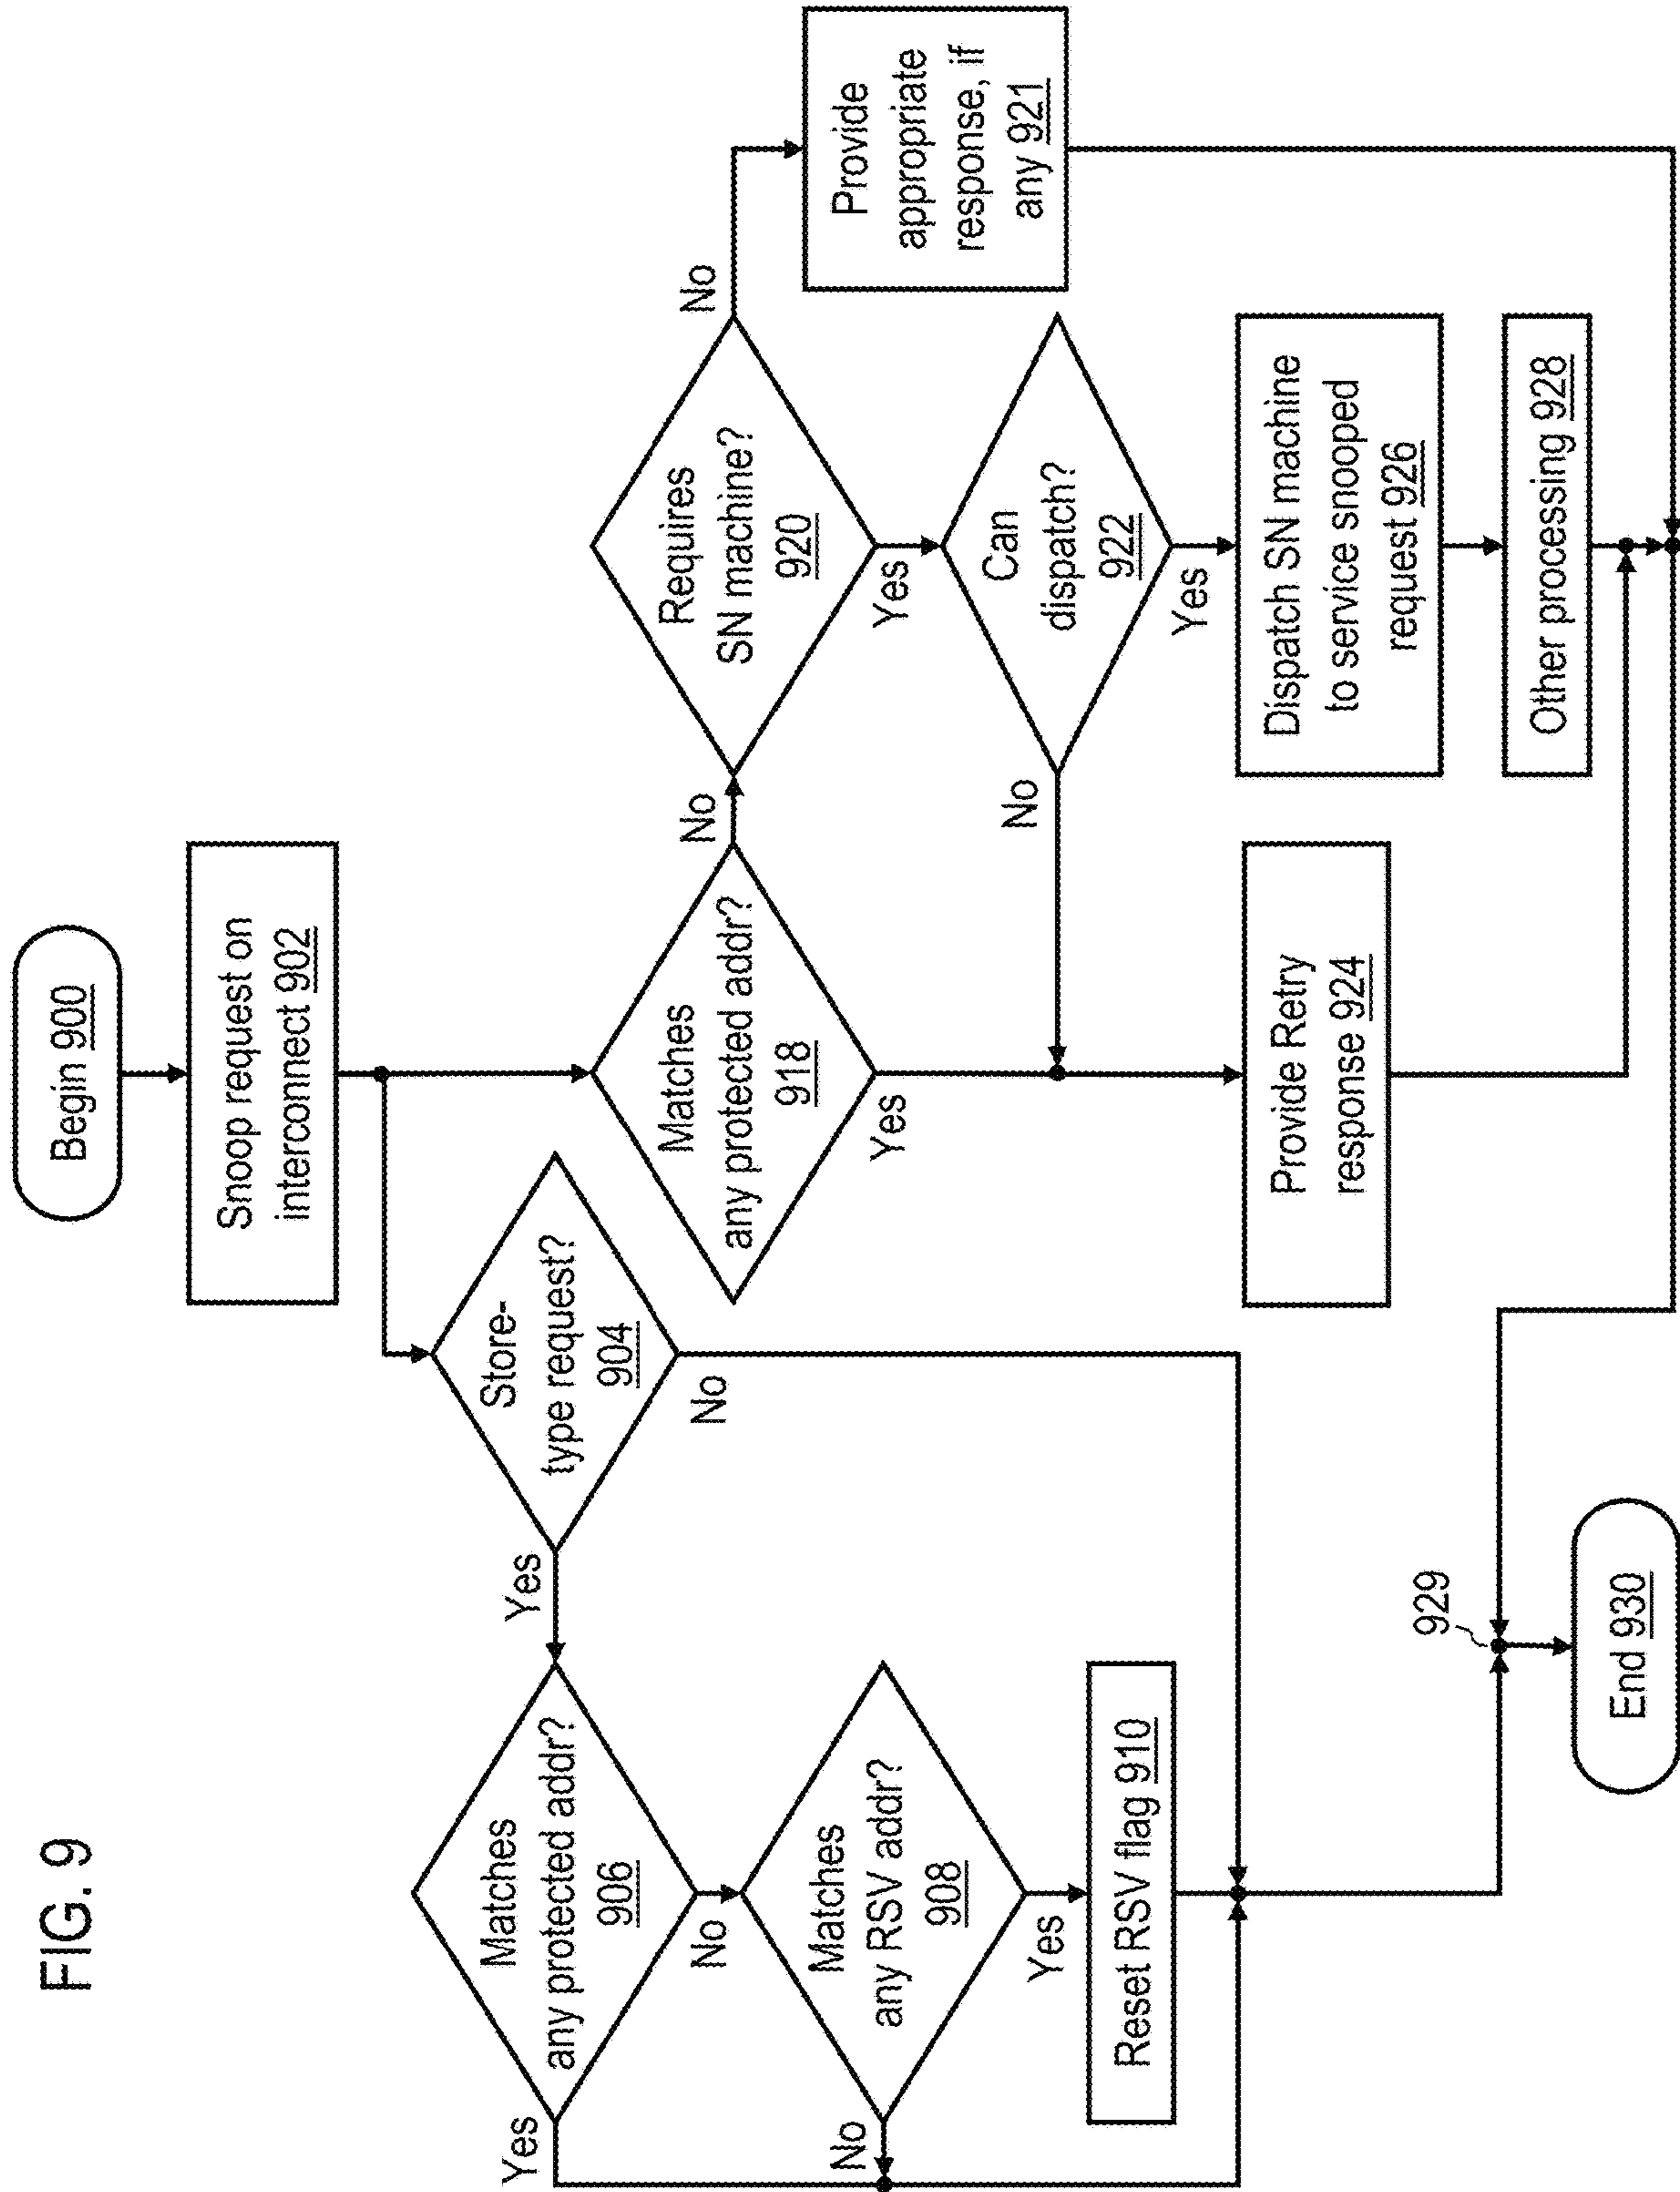 FIG. 9
Begin 900
Snoop request on
interconnect 902
Store-
type request?
904
Yes
No
Matches
any protected addr?
906
Yes
No
Matches
any RSV addr?
908
No
Yes
Reset RSV flag 910
Matches
any protected addr?
918
No
Yes
Requires
SN machine?
920
No
Yes
Provide
appropriate
response, if
any 921
Can
dispatch?
922
No
Yes
Provide Retry
response 924
Dispatch SN machine
to service snooped
request 926
Other processing 928
929
End 930